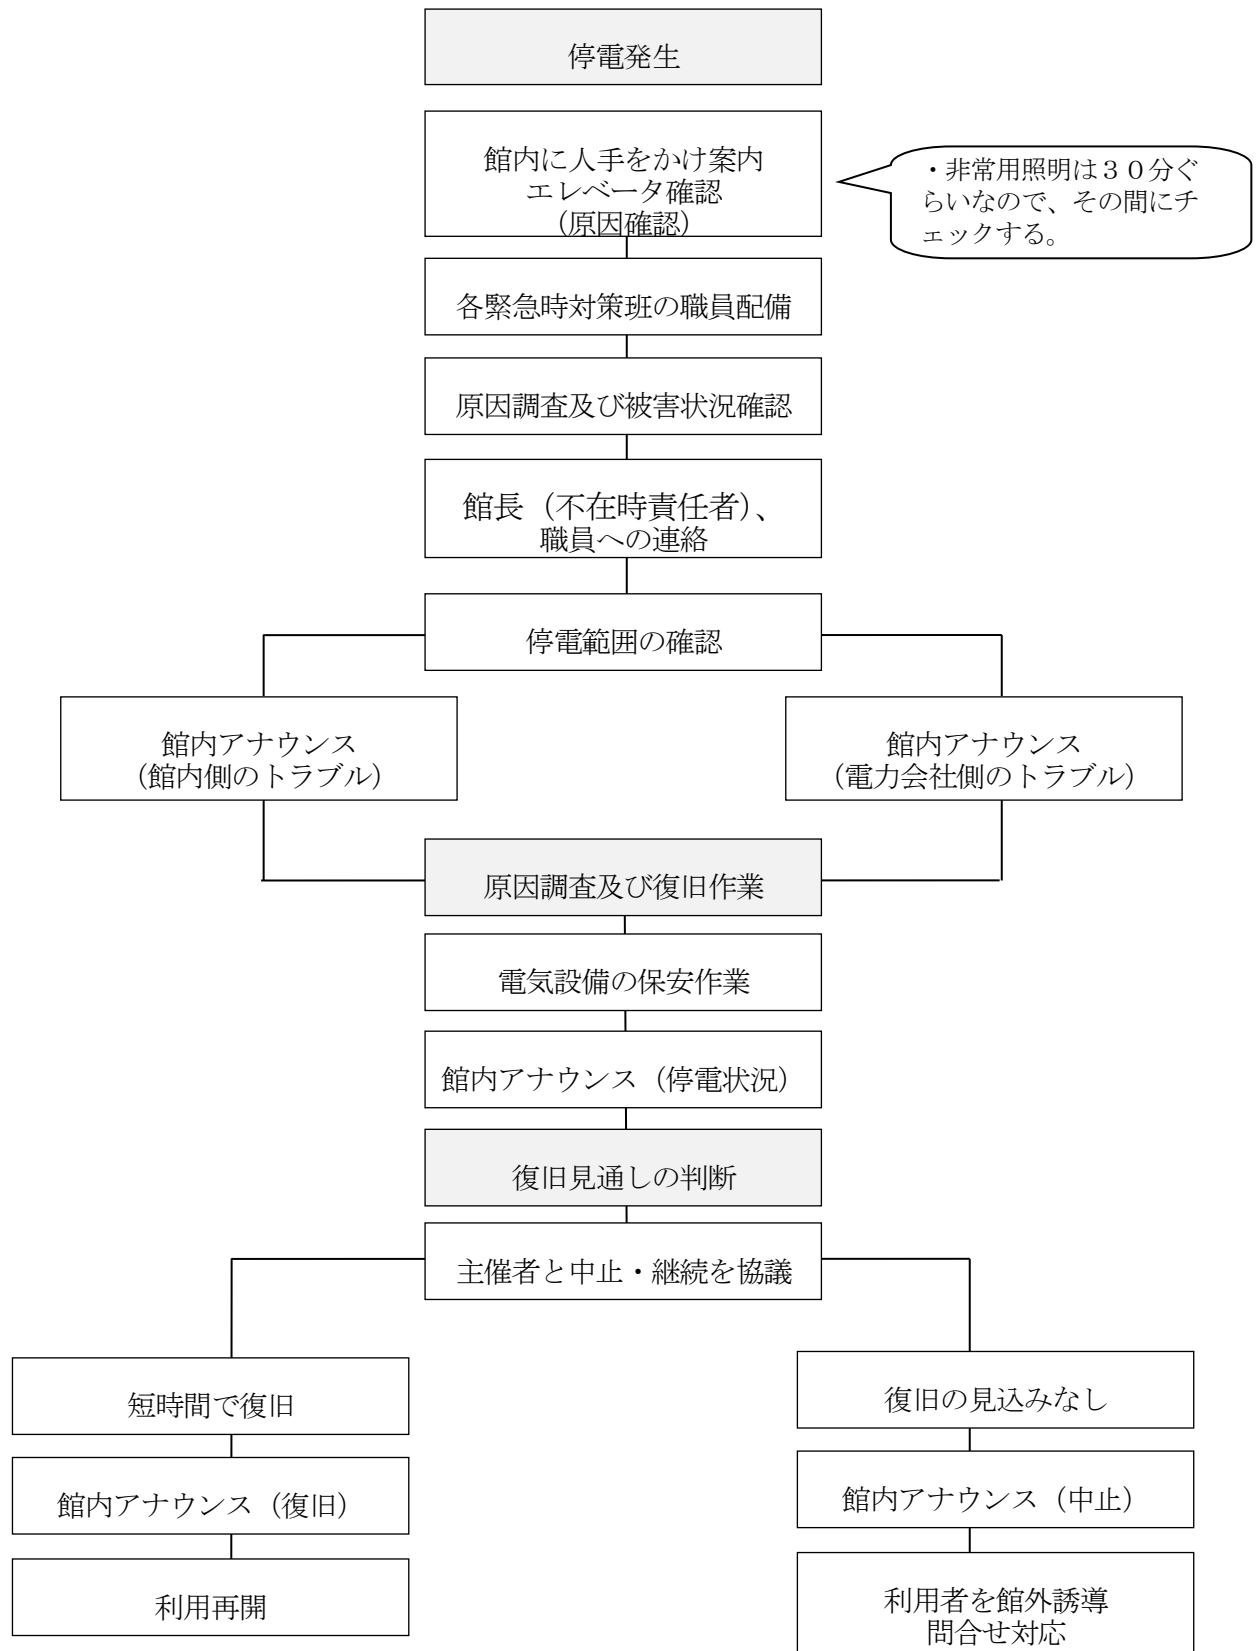 停電発生
館内に人手をかけ案内
エレベータ確認
（原因確認）
・非常用照明は３０分ぐ
らいなので、その間にチ
ェックする。
各緊急時対策班の職員配備
原因調査及び被害状況確認
館長（不在時責任者）、
職員への連絡
停電範囲の確認
館内アナウンス
（館内側のトラブル）
館内アナウンス
（電力会社側のトラブル）
原因調査及び復旧作業
電気設備の保安作業
館内アナウンス（停電状況）
復旧見通しの判断
主催者と中止・継続を協議
短時間で復旧
館内アナウンス（復旧）
利用再開
復旧の見込みなし
館内アナウンス（中止）
利用者を館外誘導
問合せ対応